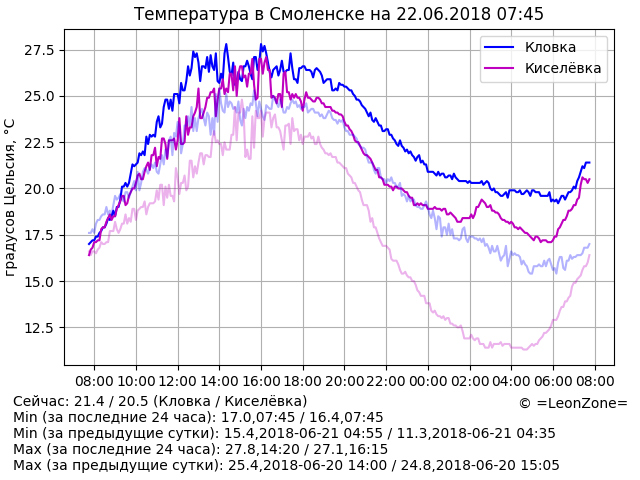 Температура в Смоленске на 22.06.2018 07:45
градусов Цельсия, °C
27.5
25.0
22.5
20.0
17.5
15.0
12.5
Кловка
Киселёвка
08:00 10:00 12:00 14:00 16:00 18:00 20:00 22:00 00:00 02:00 04:00 06:00 08:00
Сейчас: 21.4 / 20.5 (Кловка / Киселёвка)
© =LeonZone=
Min (за последние 24 часа): 17.0,07:45 / 16.4,07:45
Min (за предыдущие сутки): 15.4,2018-06-21 04:55 / 11.3,2018-06-21 04:35
Max (за последние 24 часа): 27.8,14:20 / 27.1,16:15
Max (за предыдущие сутки): 25.4,2018-06-20 14:00 / 24.8,2018-06-20 15:05